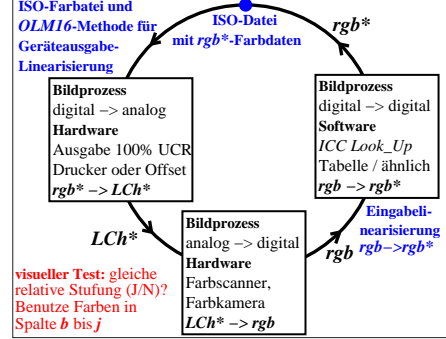 ISO-Farbatei und
OLM16-Methode für
Geräteausgabe-
Linearisierung
ISO-Datei
mit rgb*-Farbdaten
rgb*
Bildprozess
digital –> analog
Hardware
Ausgabe 100% UCR
Drucker oder Offset
rgb* –> LCh*
Bildprozess
digital –> digital
Software
ICC Look_Up
Tabelle / ähnlich
rgb –> rgb*
LCh*
Bildprozess
analog –> digital
Hardware
Farbscanner,
Farbkamera
LCh* –> rgb
rgb
Eingabeli-
nearisierung
rgb–>rgb*
visueller Test: gleiche
relative Stufung (J/N)?
Benutze Farben in
Spalte b bis j